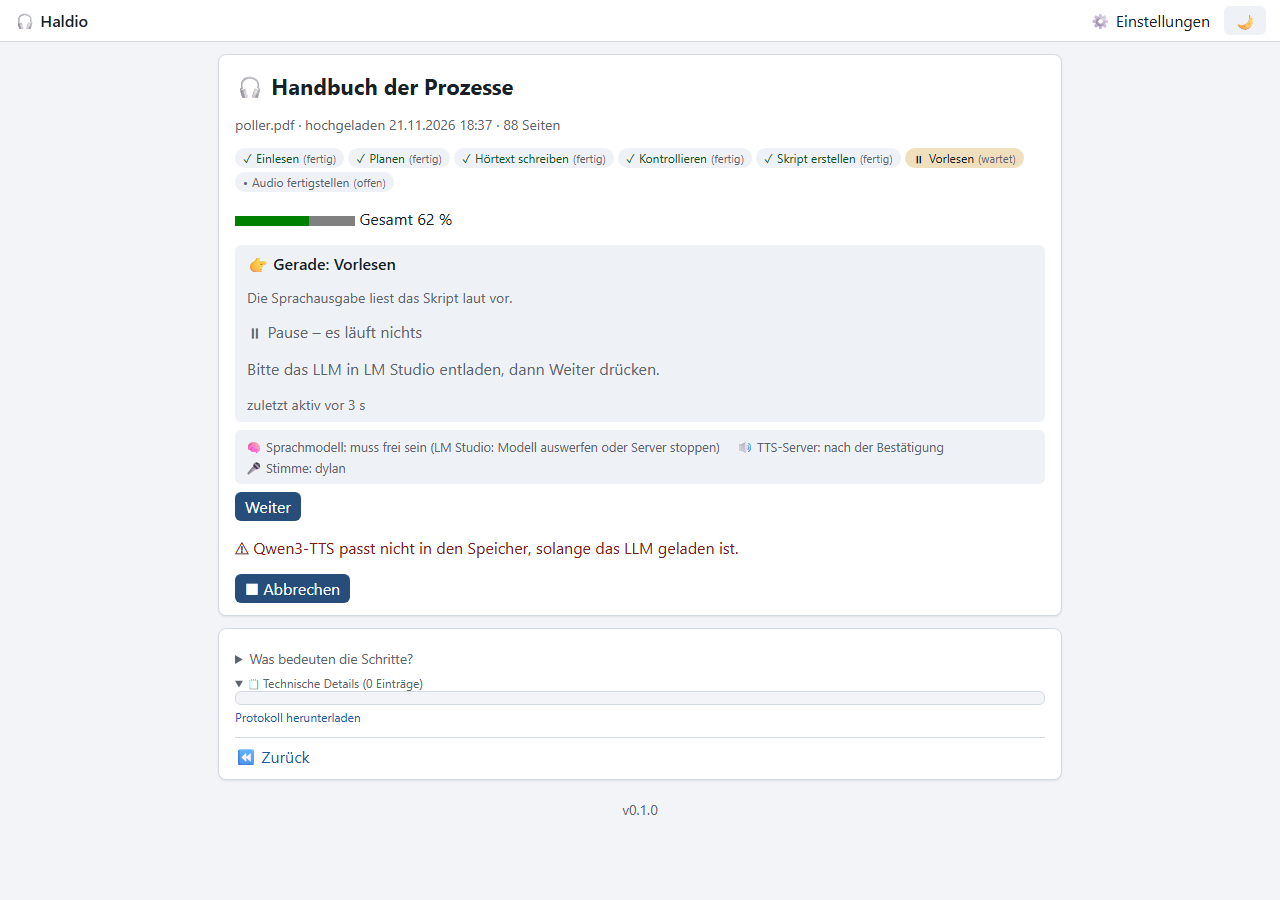 🎧 Haldio
⚙️ Einstellungen 🌙
🎧 Handbuch der Prozesse
poller.pdf · hochgeladen 21.11.2026 18:37 · 88 Seiten
✓ Einlesen (fertig) ✓ Planen (fertig) ✓ Hörtext schreiben (fertig) ✓ Kontrollieren (fertig) ✓ Skript erstellen (fertig) ⏸ Vorlesen (wartet)
• Audio fertigstellen (offen)
Gesamt 62 %
👉 Gerade: Vorlesen
Die Sprachausgabe liest das Skript laut vor.
⏸ Pause – es läuft nichts
Bitte das LLM in LM Studio entladen, dann Weiter drücken.
zuletzt aktiv vor 3 s
🧠 Sprachmodell: muss frei sein (LM Studio: Modell auswerfen oder Server stoppen) 🔊 TTS-Server: nach der Bestätigung
🎤 Stimme: dylan
Weiter
⚠ Qwen3-TTS passt nicht in den Speicher, solange das LLM geladen ist.
⏹ Abbrechen
▶ Was bedeuten die Schritte?
▼ 📋 Technische Details (0 Einträge)
Protokoll herunterladen
⏪ Zurück
v0.1.0